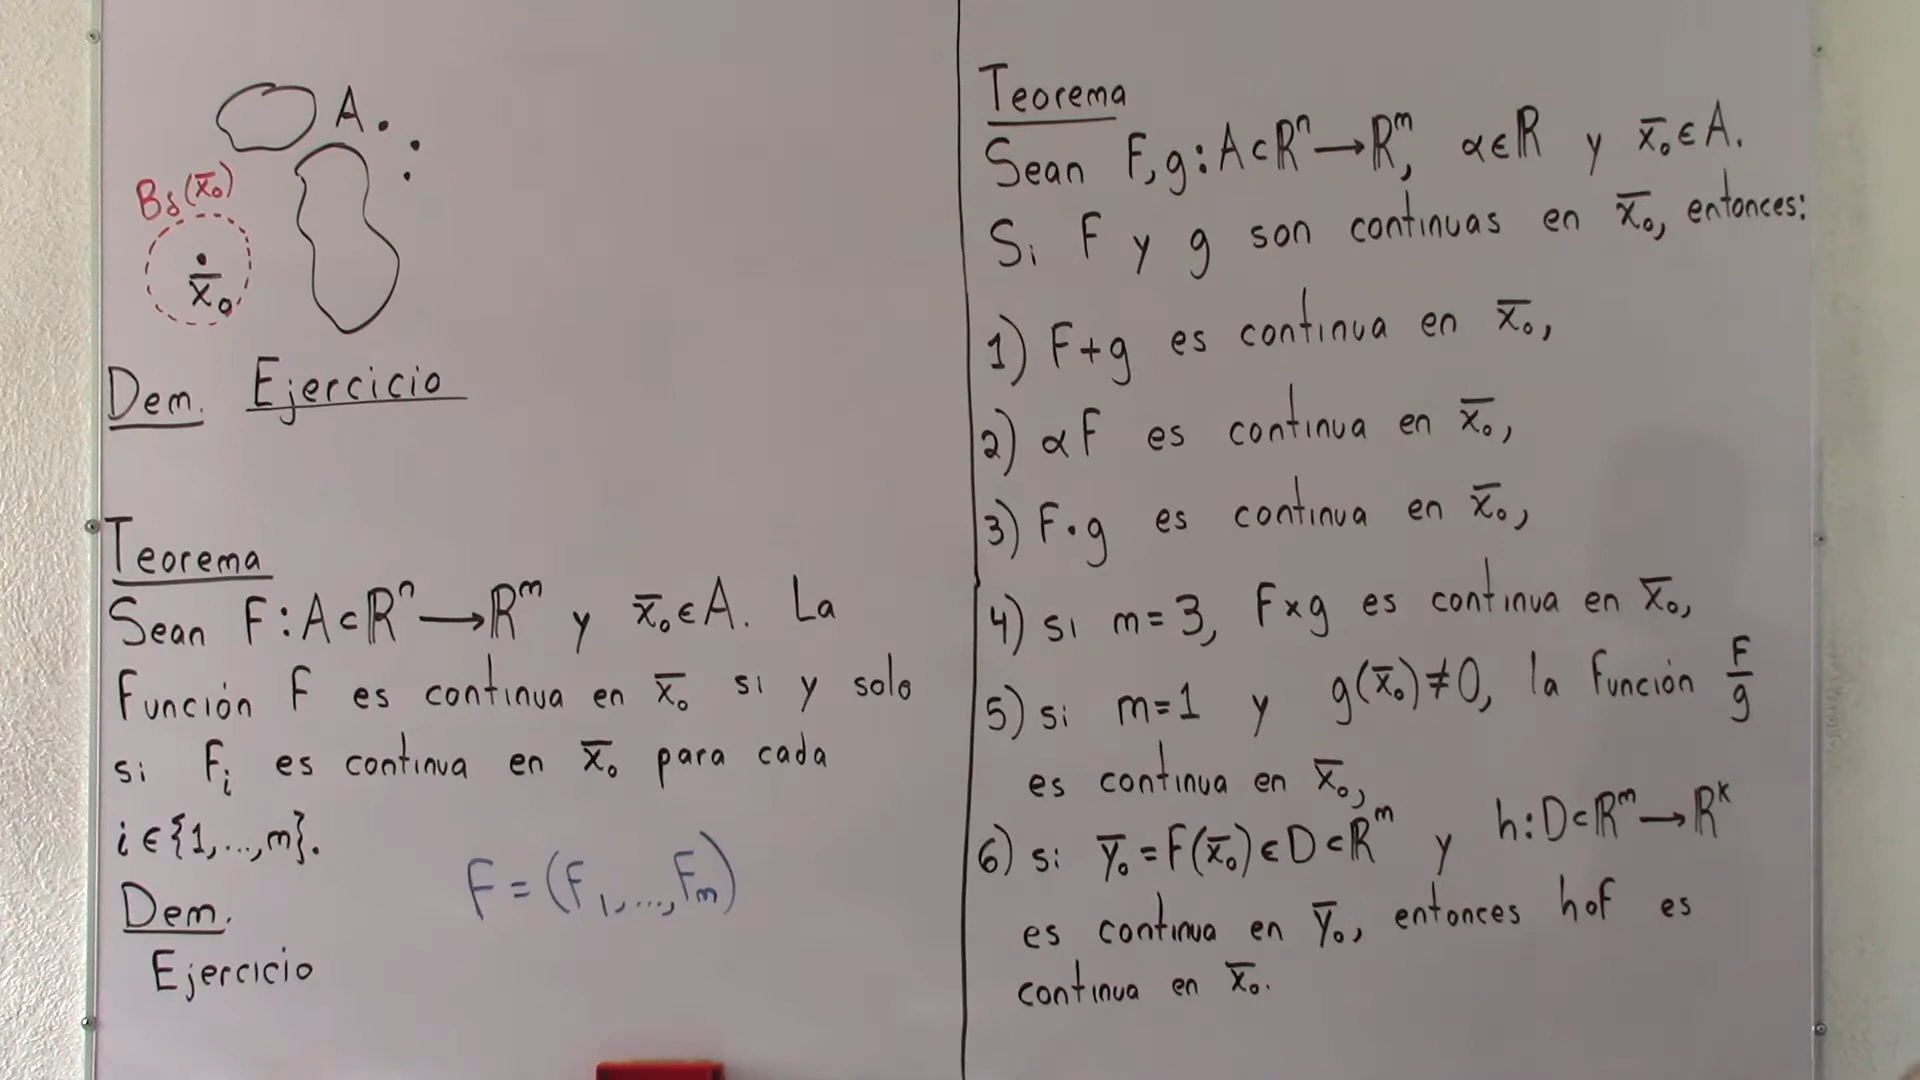 A
B_δ(x̄₀)
x̄₀
Dem. Ejercicio
Teorema
Sean F:A⊂ℝⁿ⟶ℝᵐ y x̄₀∈A. La
función F es continua en x̄₀ si y solo
si Fᵢ es continua en x̄₀ para cada
i∈{1,...,m}.
F=(F₁,...,Fₘ)
Dem.
Ejercicio
Teorema
Sean F,g:A⊂ℝⁿ⟶ℝᵐ, α∈ℝ y x̄₀∈A.
Si F y g son continuas en x̄₀, entonces:
1) F+g es continua en x̄₀,
2) αF es continua en x̄₀,
3) F·g es continua en x̄₀,
4) si m=3, F×g es continua en x̄₀,
5) si m=1 y g(x̄₀)≠0, la función F/g
es continua en x̄₀,
6) si ȳ₀=F(x̄₀)∈D⊂ℝᵐ y h:D⊂ℝᵐ⟶ℝᵏ
es continua en ȳ₀, entonces h∘F es
continua en x̄₀.